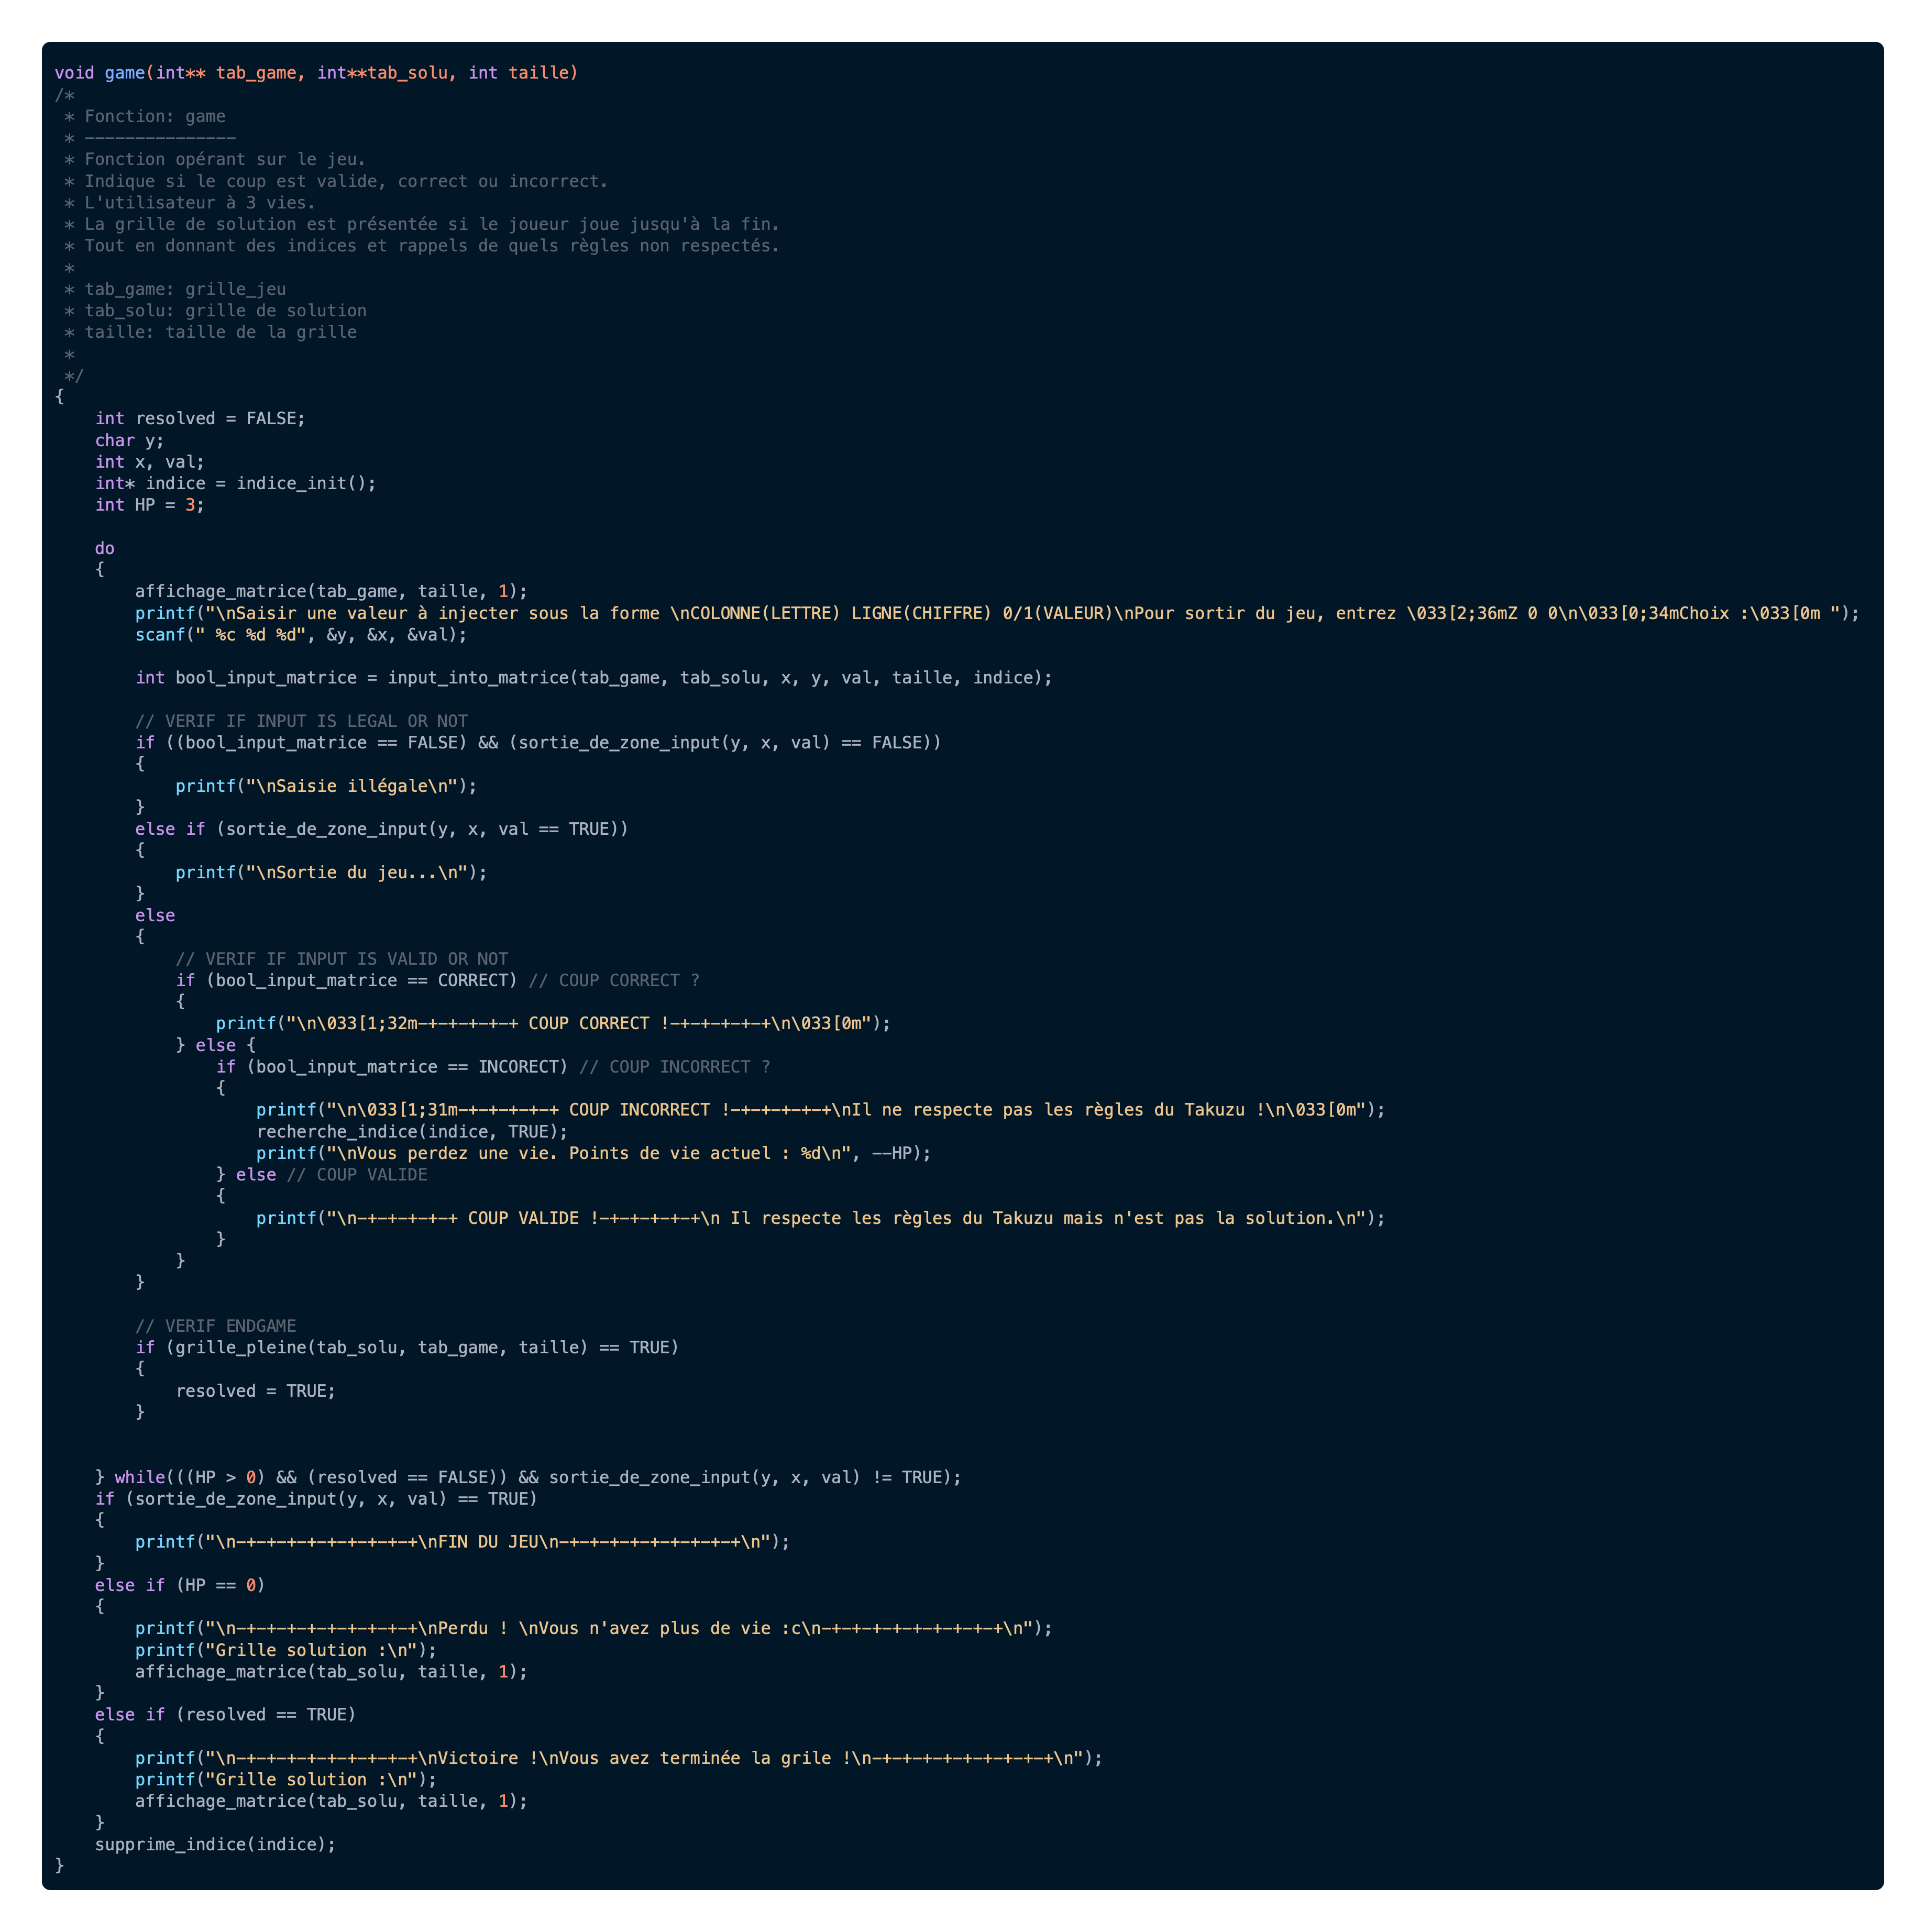 void game(int** tab_game, int**tab_solu, int taille)
/*
 * Fonction: game
 * ---------------
 * Fonction opérant sur le jeu.
 * Indique si le coup est valide, correct ou incorrect.
 * L'utilisateur à 3 vies.
 * La grille de solution est présentée si le joueur joue jusqu'à la fin.
 * Tout en donnant des indices et rappels de quels règles non respectés.
 *
 * tab_game: grille_jeu
 * tab_solu: grille de solution
 * taille: taille de la grille
 *
 */
{
    int resolved = FALSE;
    char y;
    int x, val;
    int* indice = indice_init();
    int HP = 3;

    do
    {
        affichage_matrice(tab_game, taille, 1);
        printf("\nSaisir une valeur à injecter sous la forme \nCOLONNE(LETTRE) LIGNE(CHIFFRE) 0/1(VALEUR)\nPour sortir du jeu, entrez \033[2;36mZ 0 0\n\033[0;34mChoix :\033[0m ");
        scanf(" %c %d %d", &y, &x, &val);

        int bool_input_matrice = input_into_matrice(tab_game, tab_solu, x, y, val, taille, indice);

        // VERIF IF INPUT IS LEGAL OR NOT
        if ((bool_input_matrice == FALSE) && (sortie_de_zone_input(y, x, val) == FALSE))
        {
            printf("\nSaisie illégale\n");
        }
        else if (sortie_de_zone_input(y, x, val == TRUE))
        {
            printf("\nSortie du jeu...\n");
        }
        else
        {
            // VERIF IF INPUT IS VALID OR NOT
            if (bool_input_matrice == CORRECT) // COUP CORRECT ?
            {
                printf("\n\033[1;32m-+-+-+-+-+ COUP CORRECT !-+-+-+-+-+\n\033[0m");
            } else {
                if (bool_input_matrice == INCORECT) // COUP INCORRECT ?
                {
                    printf("\n\033[1;31m-+-+-+-+-+ COUP INCORRECT !-+-+-+-+-+\nIl ne respecte pas les règles du Takuzu !\n\033[0m");
                    recherche_indice(indice, TRUE);
                    printf("\nVous perdez une vie. Points de vie actuel : %d\n", --HP);
                } else // COUP VALIDE
                {
                    printf("\n-+-+-+-+-+ COUP VALIDE !-+-+-+-+-+\n Il respecte les règles du Takuzu mais n'est pas la solution.\n");
                }
            }
        }

        // VERIF ENDGAME
        if (grille_pleine(tab_solu, tab_game, taille) == TRUE)
        {
            resolved = TRUE;
        }


    } while(((HP > 0) && (resolved == FALSE)) && sortie_de_zone_input(y, x, val) != TRUE);
    if (sortie_de_zone_input(y, x, val) == TRUE)
    {
        printf("\n-+-+-+-+-+-+-+-+-+\nFIN DU JEU\n-+-+-+-+-+-+-+-+-+\n");
    }
    else if (HP == 0)
    {
        printf("\n-+-+-+-+-+-+-+-+-+\nPerdu ! \nVous n'avez plus de vie :c\n-+-+-+-+-+-+-+-+-+\n");
        printf("Grille solution :\n");
        affichage_matrice(tab_solu, taille, 1);
    }
    else if (resolved == TRUE)
    {
        printf("\n-+-+-+-+-+-+-+-+-+\nVictoire !\nVous avez terminée la grile !\n-+-+-+-+-+-+-+-+-+\n");
        printf("Grille solution :\n");
        affichage_matrice(tab_solu, taille, 1);
    }
    supprime_indice(indice);
}